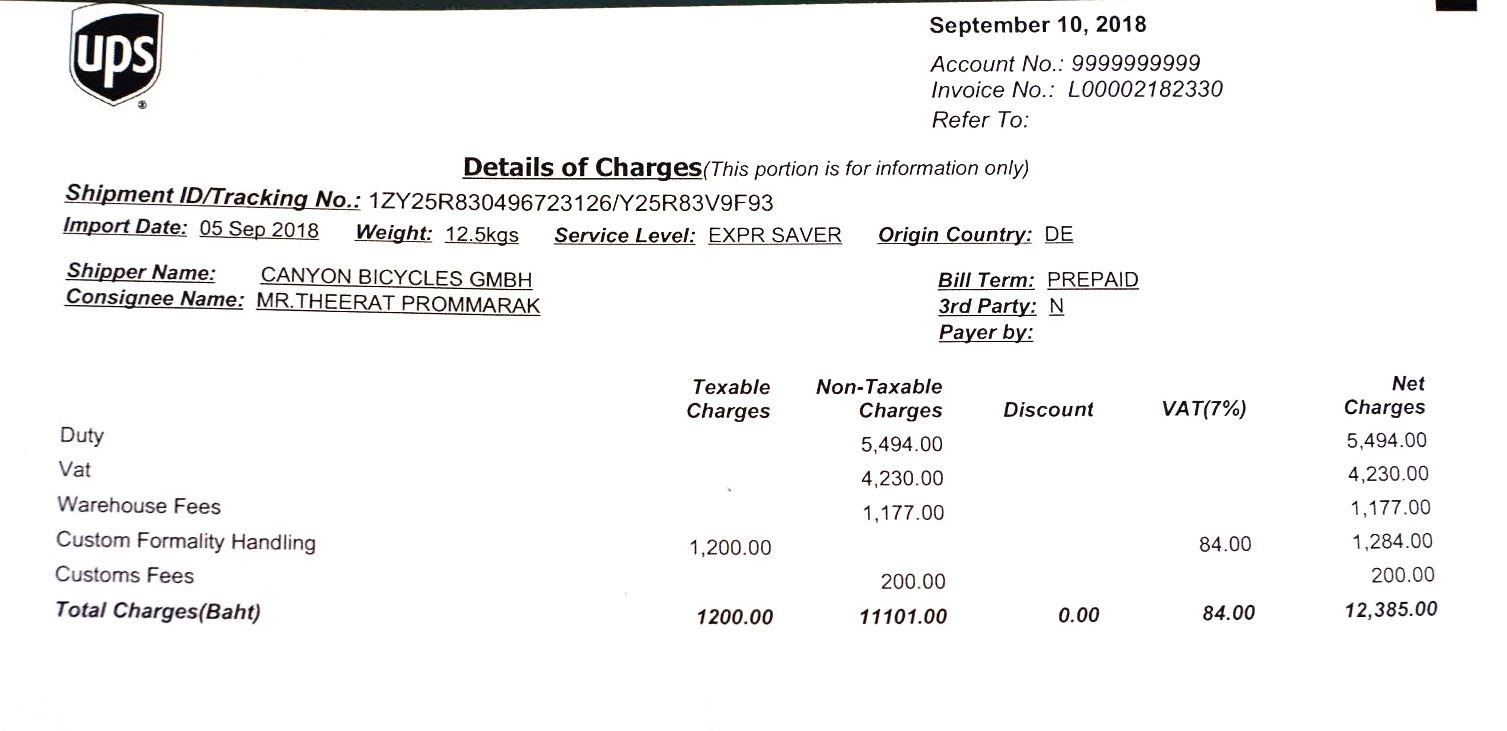 ups
®
September 10, 2018
Account No.: 9999999999
Invoice No.: L00002182330
Refer To:
Details of Charges(This portion is for information only)
Shipment ID/Tracking No.: 1ZY25R830496723126/Y25R83V9F93
Import Date: 05 Sep 2018 Weight: 12.5kgs Service Level: EXPR SAVER Origin Country: DE
Shipper Name: CANYON BICYCLES GMBH Bill Term: PREPAID
Consignee Name: MR.THEERAT PROMMARAK 3rd Party: N
Payer by:
Texable Non-Taxable Net
Charges Charges Discount VAT(7%) Charges
Duty 5,494.00 5,494.00
Vat 4,230.00 4,230.00
Warehouse Fees 1,177.00 1,177.00
Custom Formality Handling 1,200.00 84.00 1,284.00
Customs Fees 200.00 200.00
Total Charges(Baht) 1200.00 11101.00 0.00 84.00 12,385.00